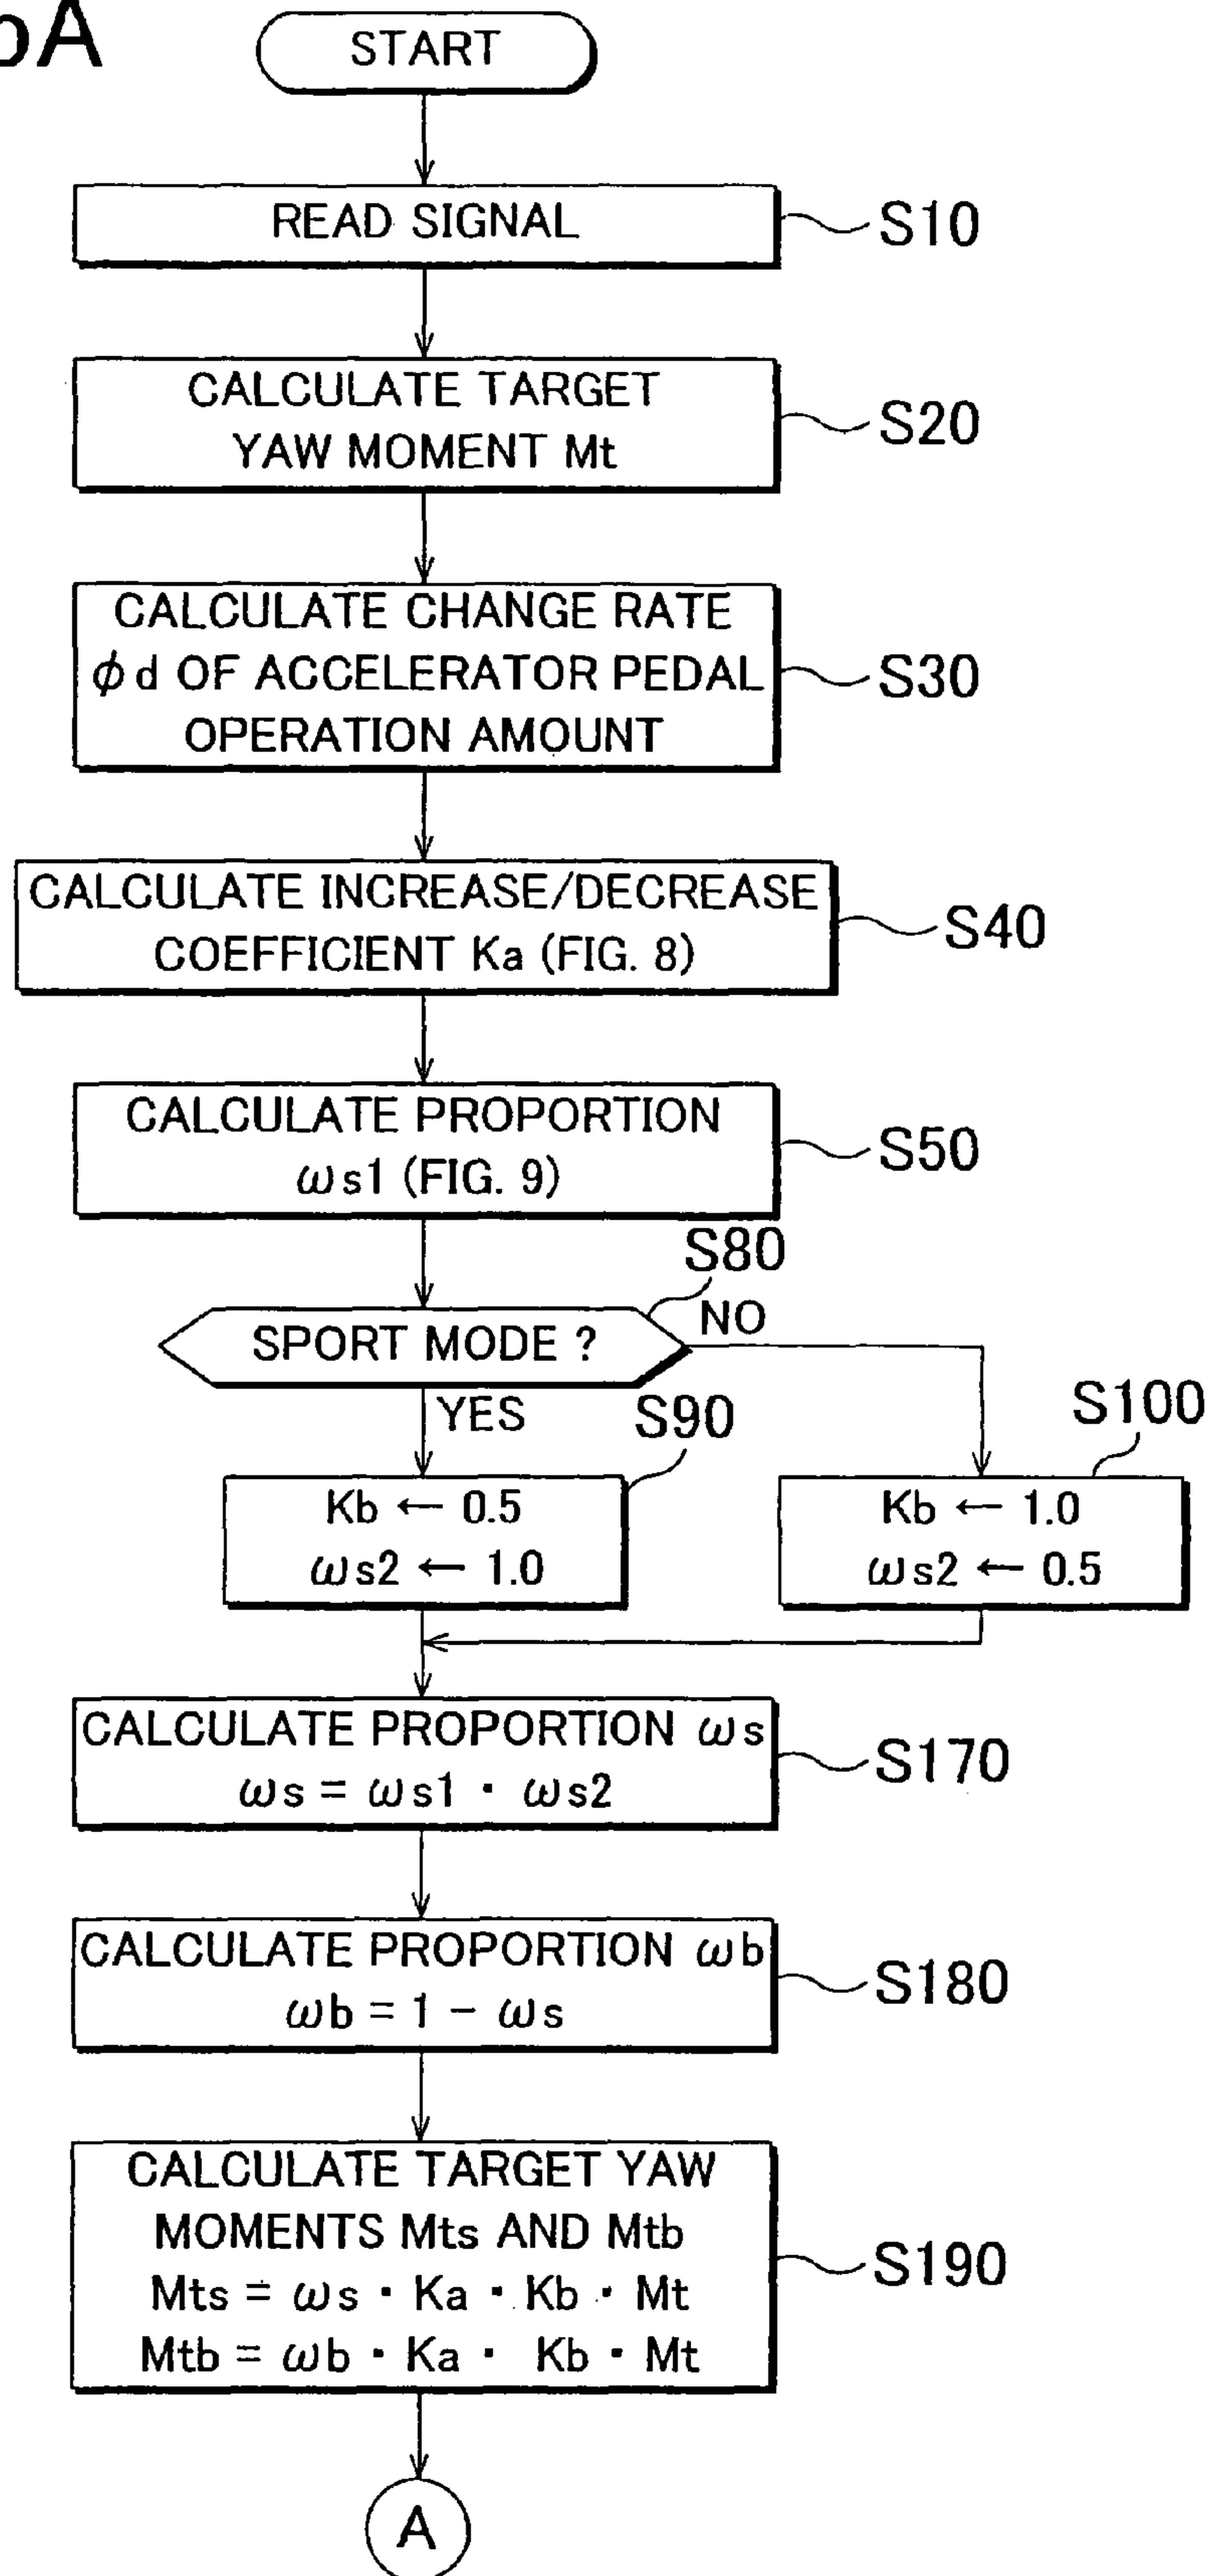 A
START
READ SIGNAL
S10
CALCULATE TARGET
YAW MOMENT Mt
S20
CALCULATE CHANGE RATE
ϕd OF ACCELERATOR PEDAL
OPERATION AMOUNT
S30
CALCULATE INCREASE/DECREASE
COEFFICIENT Ka (FIG. 8)
S40
CALCULATE PROPORTION
ωs1 (FIG. 9)
S50
S80
SPORT MODE ?
NO
YES
S90
S100
Kb ← 0.5
ωs2 ← 1.0
Kb ← 1.0
ωs2 ← 0.5
CALCULATE PROPORTION ωs
ωs = ωs1 · ωs2
S170
CALCULATE PROPORTION ωb
ωb = 1 − ωs
S180
CALCULATE TARGET YAW
MOMENTS Mts AND Mtb
Mts = ωs · Ka · Kb · Mt
Mtb = ωb · Ka · Kb · Mt
S190
A